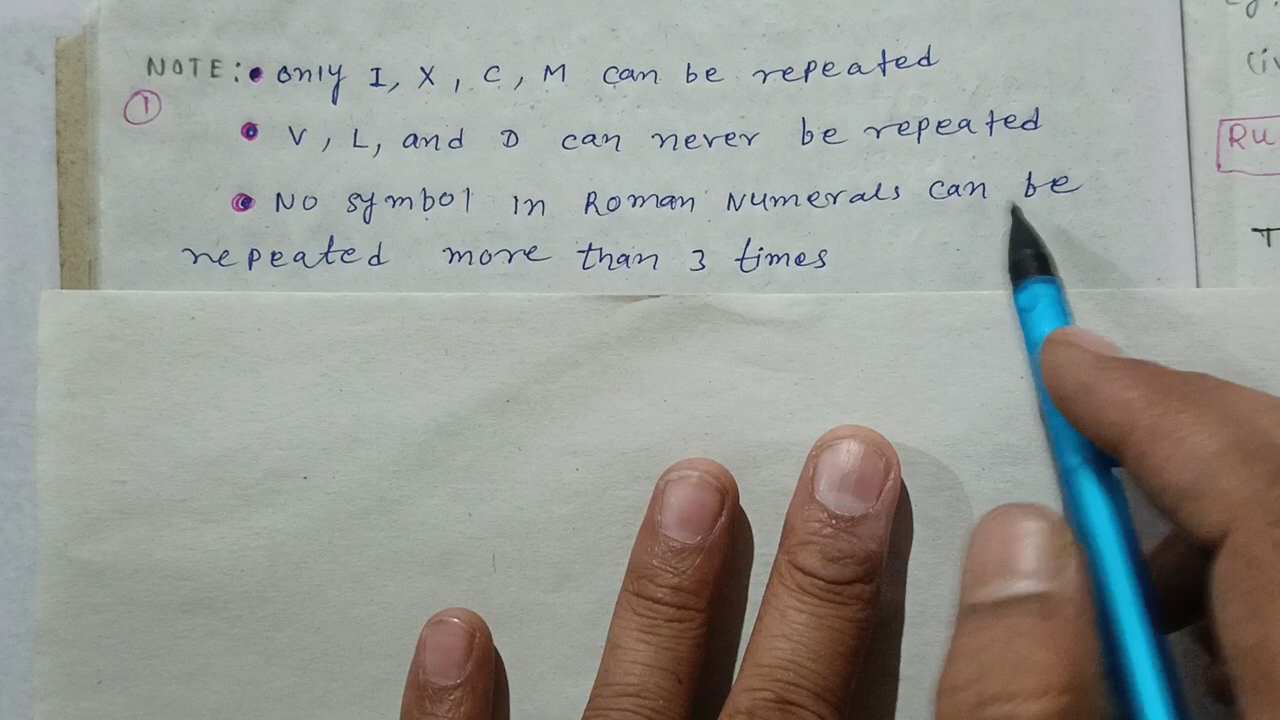 NOTE: • only I, X, C, M can be repeated
①
• V, L, and D can never be repeated
• No symbol in Roman Numerals can be
repeated more than 3 times
RU
T